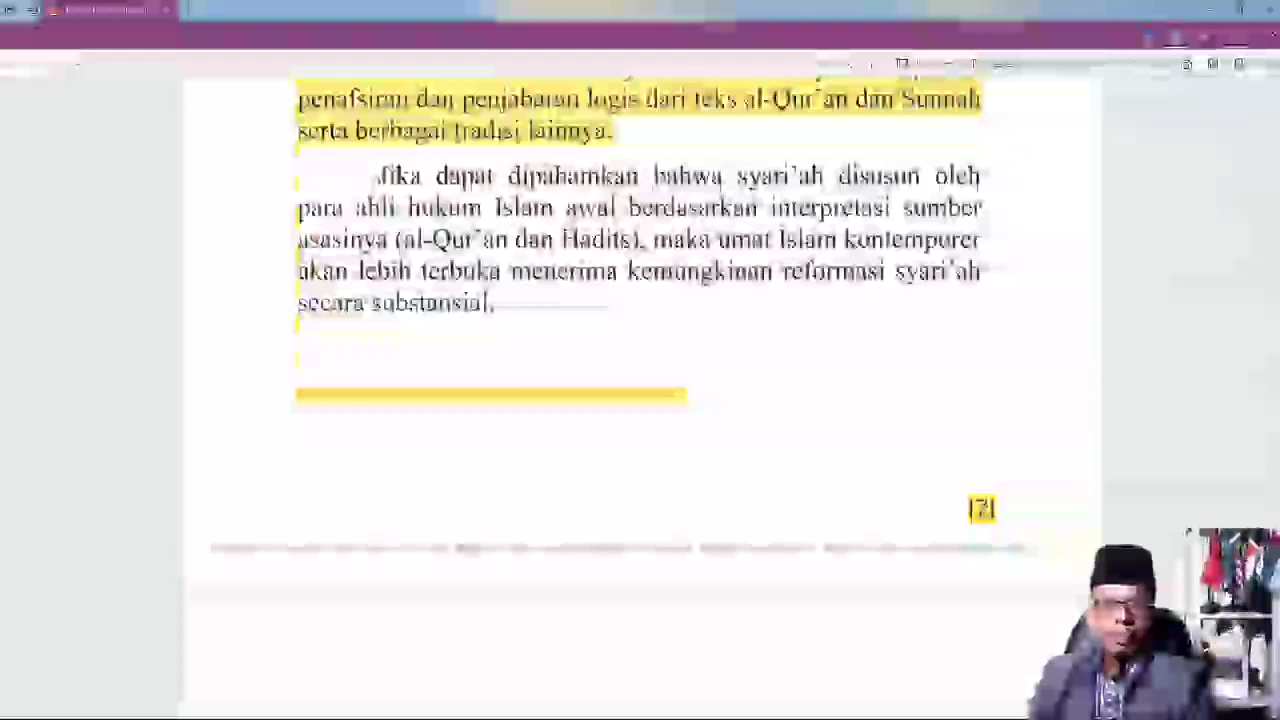 penafsiran dan penjabaran logis dari teks al-Qur'an dan Sunnah
serta berbagai tradisi lainnya.
Jika dapat dipahamkan bahwa syari'ah disusun oleh
para ahli hukum Islam awal berdasarkan interpretasi sumber
asasinya (al-Qur'an dan Hadits), maka umat Islam kontemporer
akan lebih terbuka menerima kemungkinan reformasi syari'ah
secara substansial.
[7]